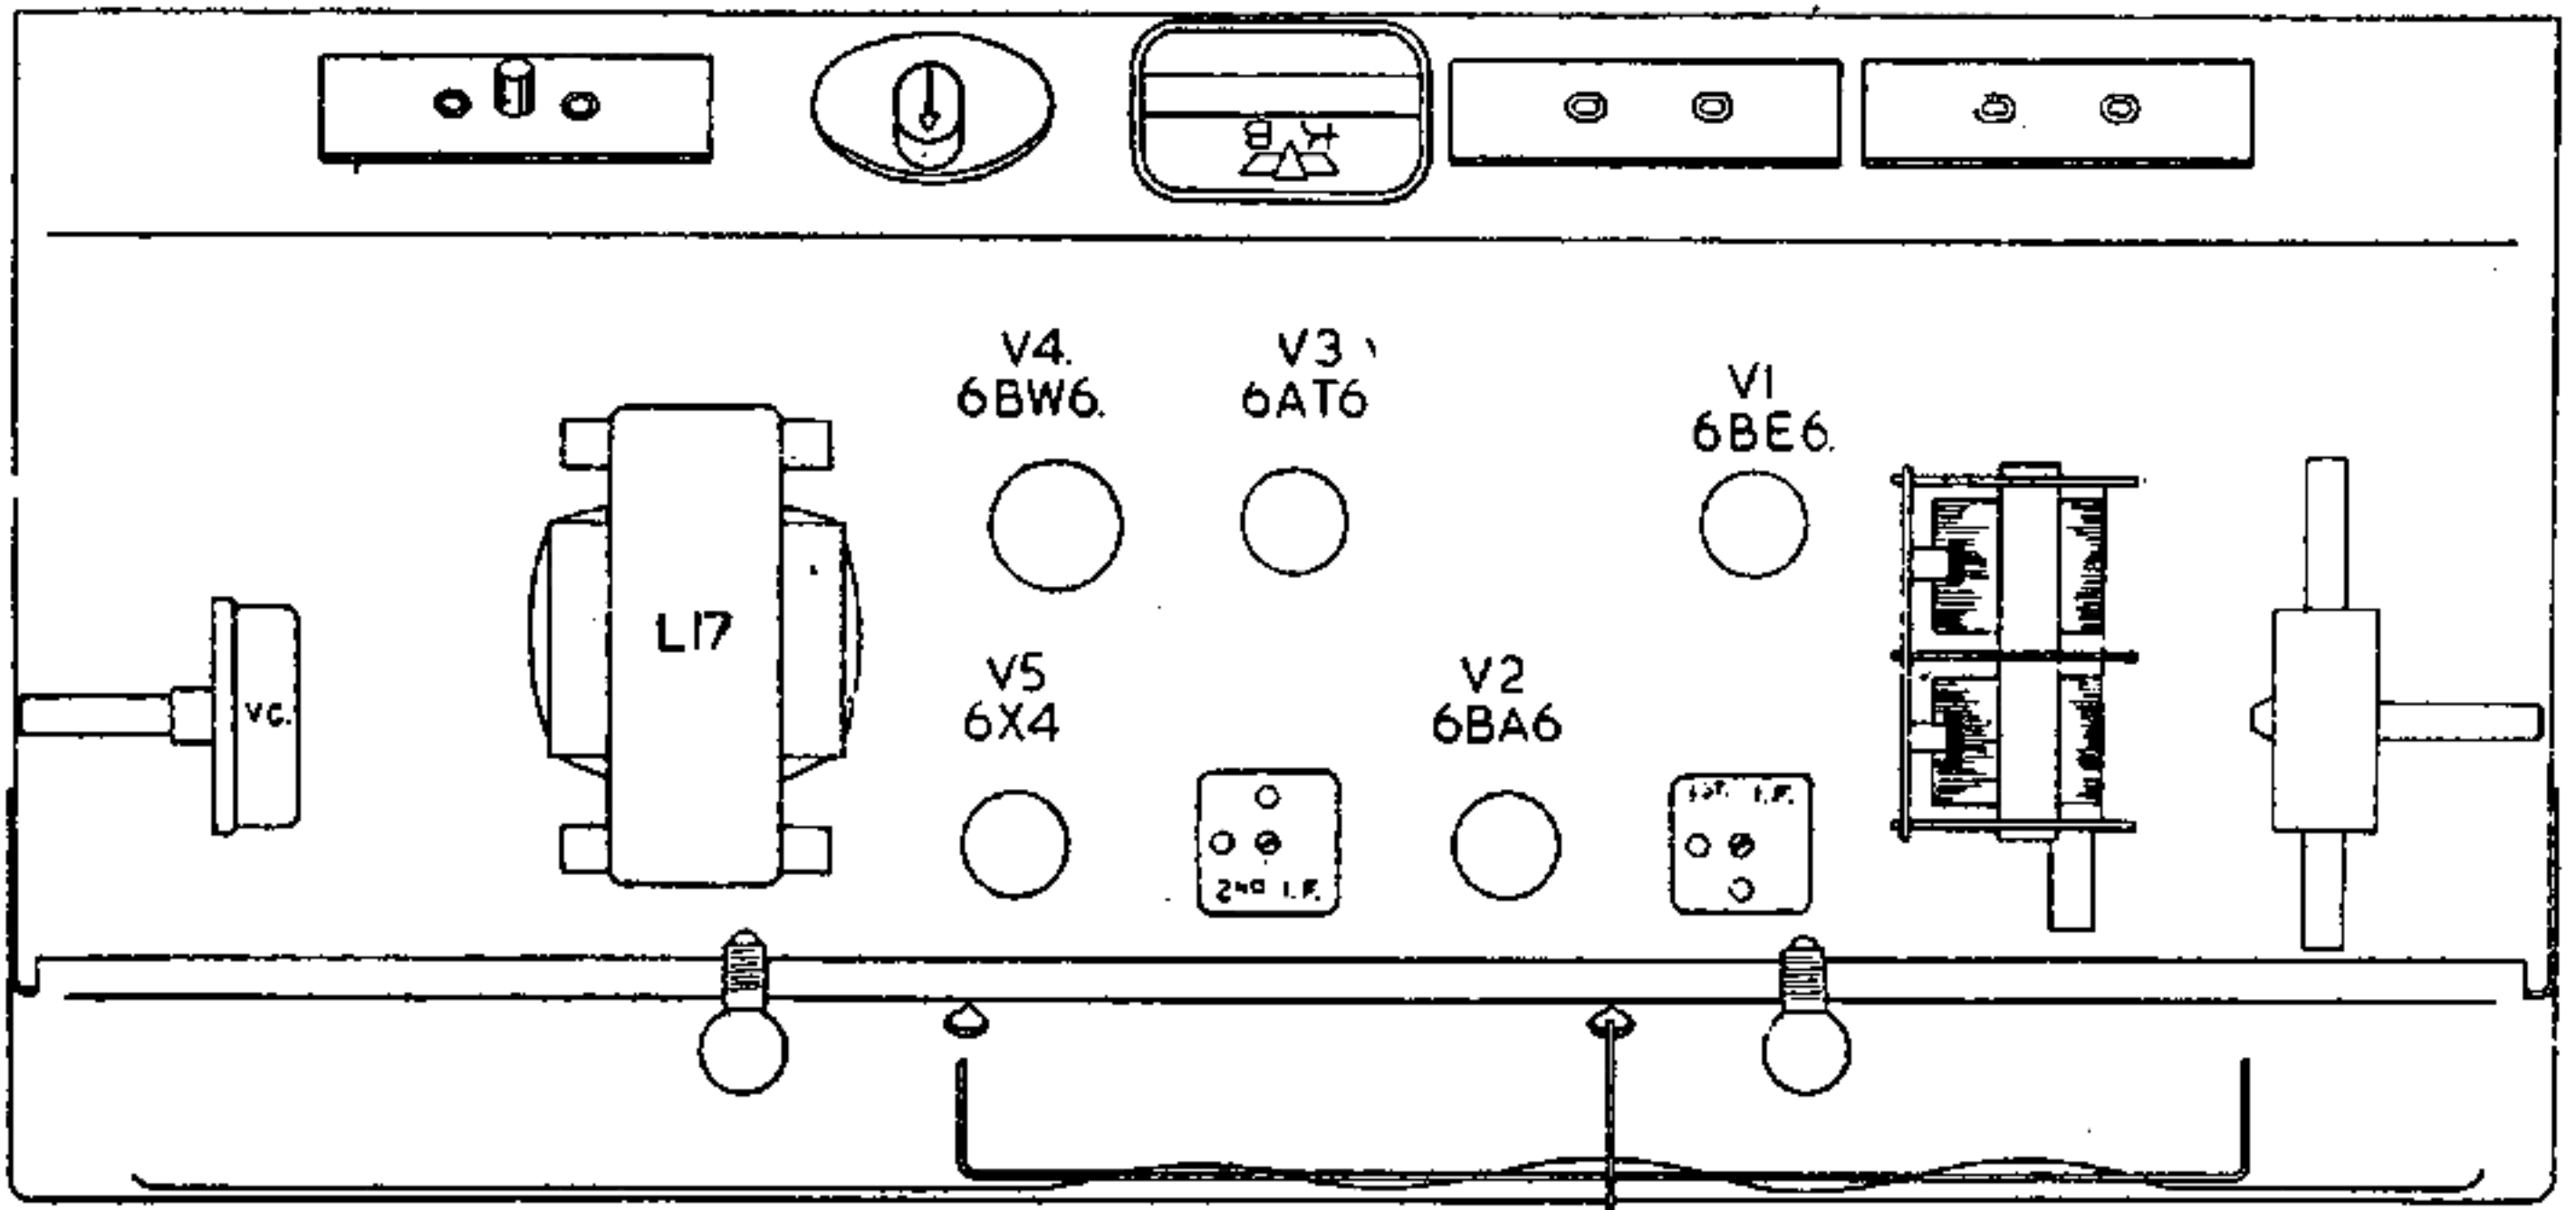 V4.
6BW6.
V3
6AT6
V1
6BE6.
L17
VC.
V5
6X4
V2
6BA6
1ST. I.F.
2ND I.F.